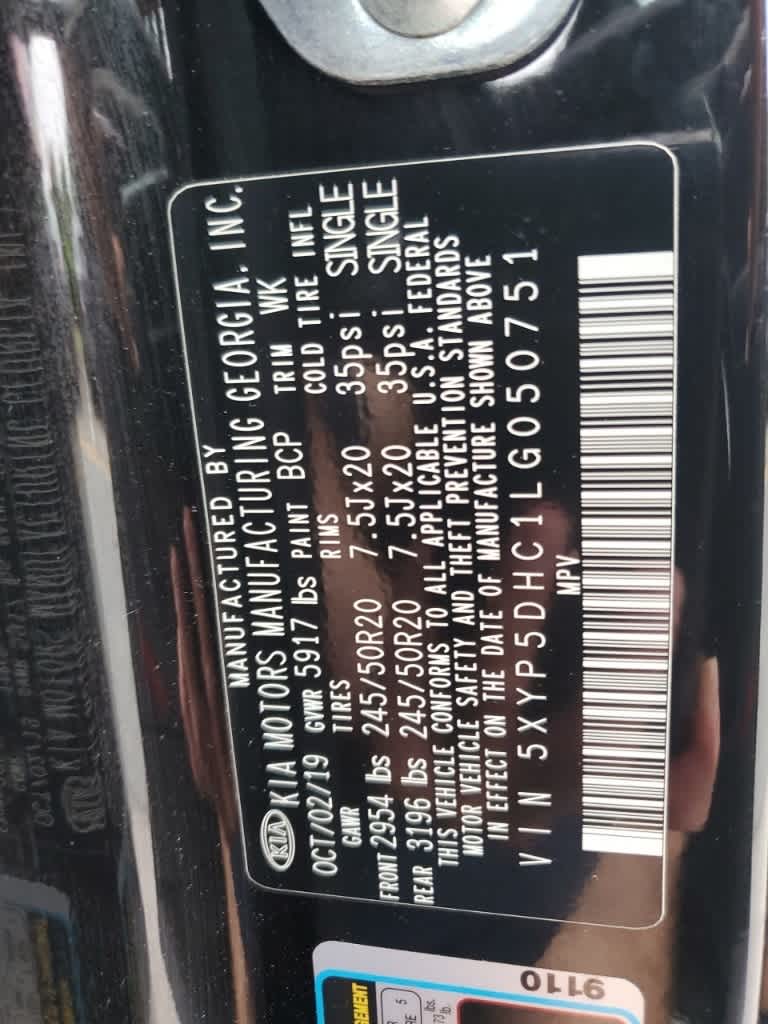 MANUFACTURED BY
KIA KIA MOTORS MANUFACTURING GEORGIA, INC.
OCT/02/19 GVWR 5917 lbs PAINT BCP TRIM WK
GAWR TIRES RIMS COLD TIRE INFL
FRONT 2954 lbs 245/50R20 7.5Jx20 35psi SINGLE
REAR 3196 lbs 245/50R20 7.5Jx20 35psi SINGLE
THIS VEHICLE CONFORMS TO ALL APPLICABLE U.S.A. FEDERAL
MOTOR VEHICLE SAFETY AND THEFT PREVENTION STANDARDS
IN EFFECT ON THE DATE OF MANUFACTURE SHOWN ABOVE
VIN 5XYP5DHC1LG050751
MPV
9110
5
lbs.